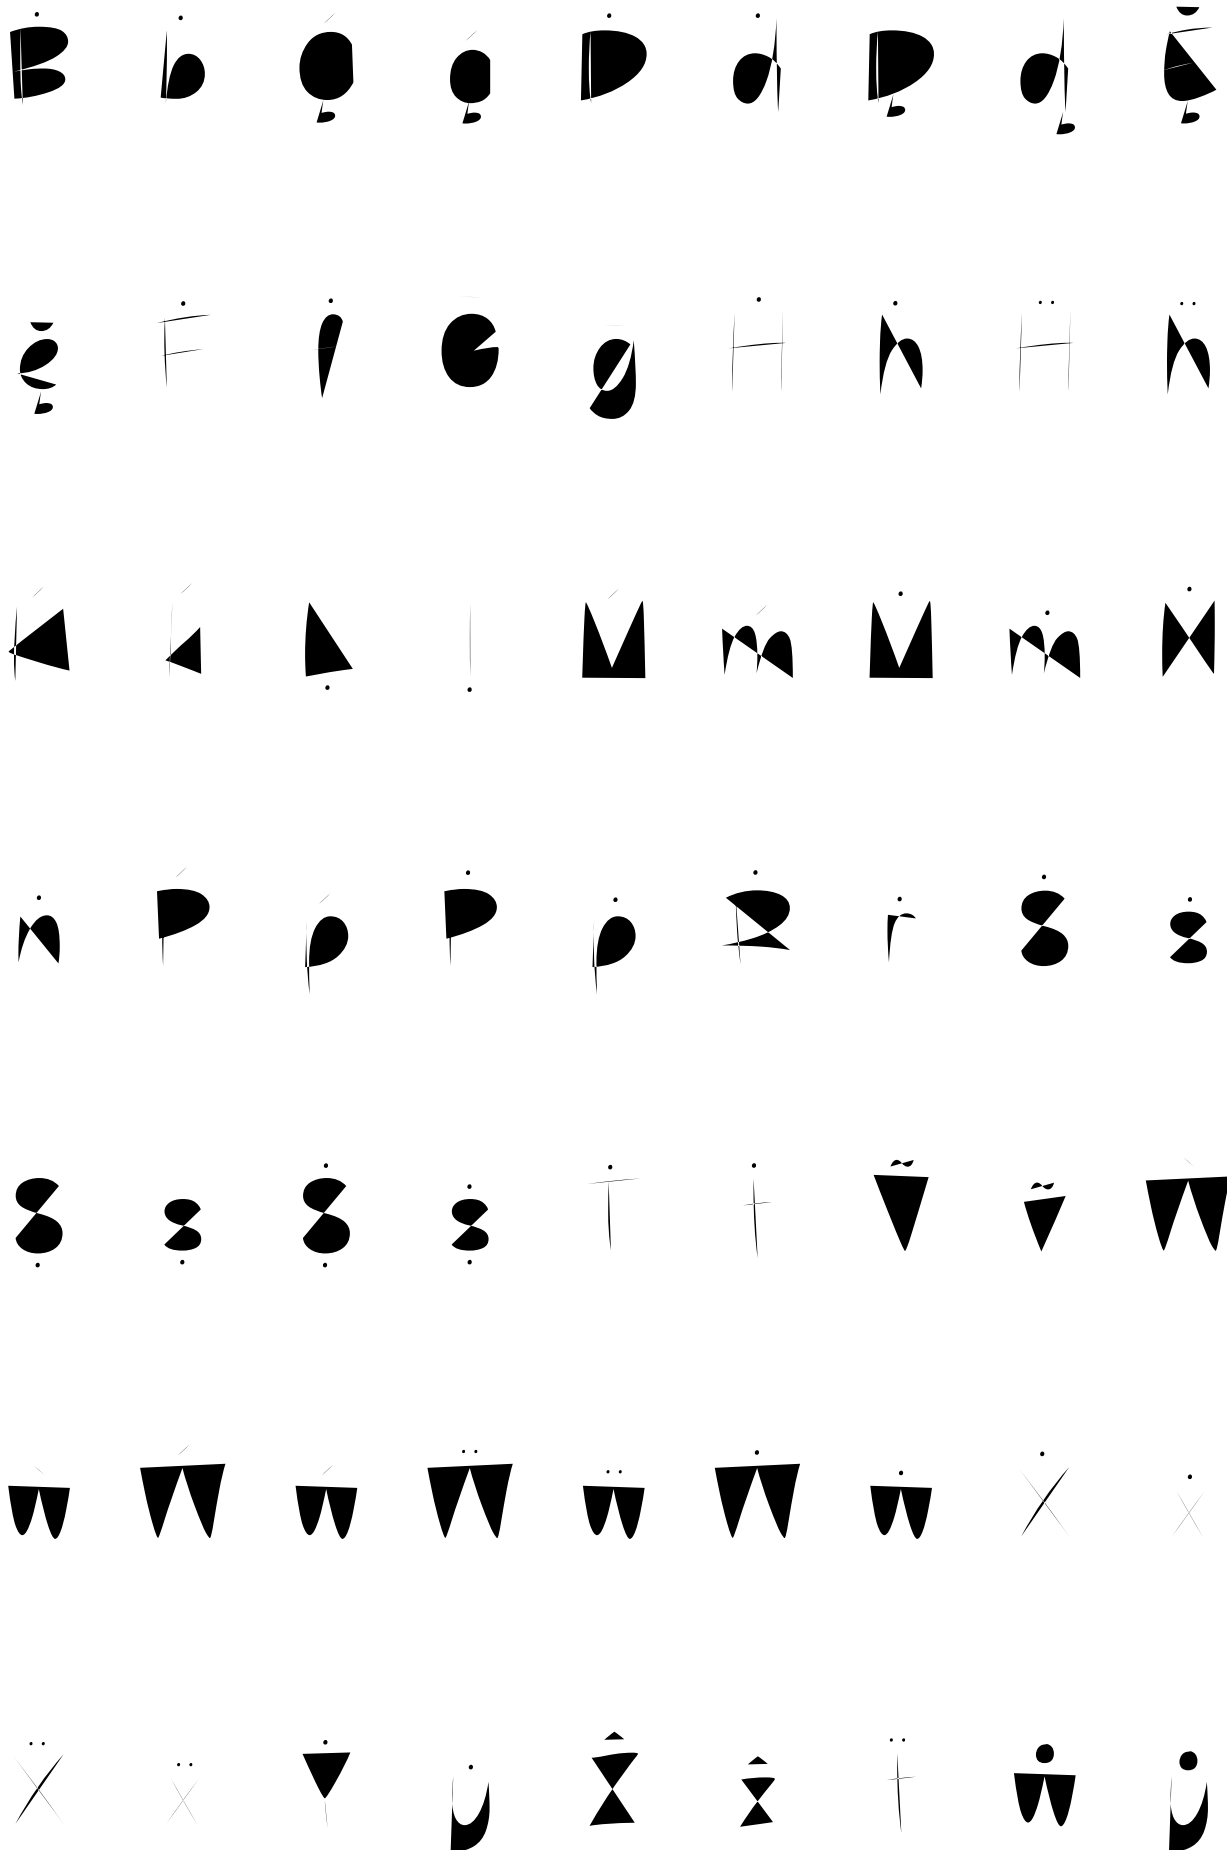 Ḃ ḃ Ḉ ḉ Ḋ ḋ Ḑ ḑ Ḝ
ḝ Ḟ ḟ Ḡ ḡ Ḣ ḣ Ḧ ḧ
Ḱ ḱ Ḷ ḷ Ḿ ḿ Ṁ ṁ Ṅ
ṅ Ṕ ṕ Ṗ ṗ Ṙ ṙ Ṡ ṡ
Ṣ ṣ Ṩ ṩ Ṫ ṫ Ṽ ṽ Ẁ
ẁ Ẃ ẃ Ẅ ẅ Ẇ ẇ Ẋ ẋ
Ẍ ẍ Ẏ ẏ Ẑ ẑ ẗ ẘ ẙ